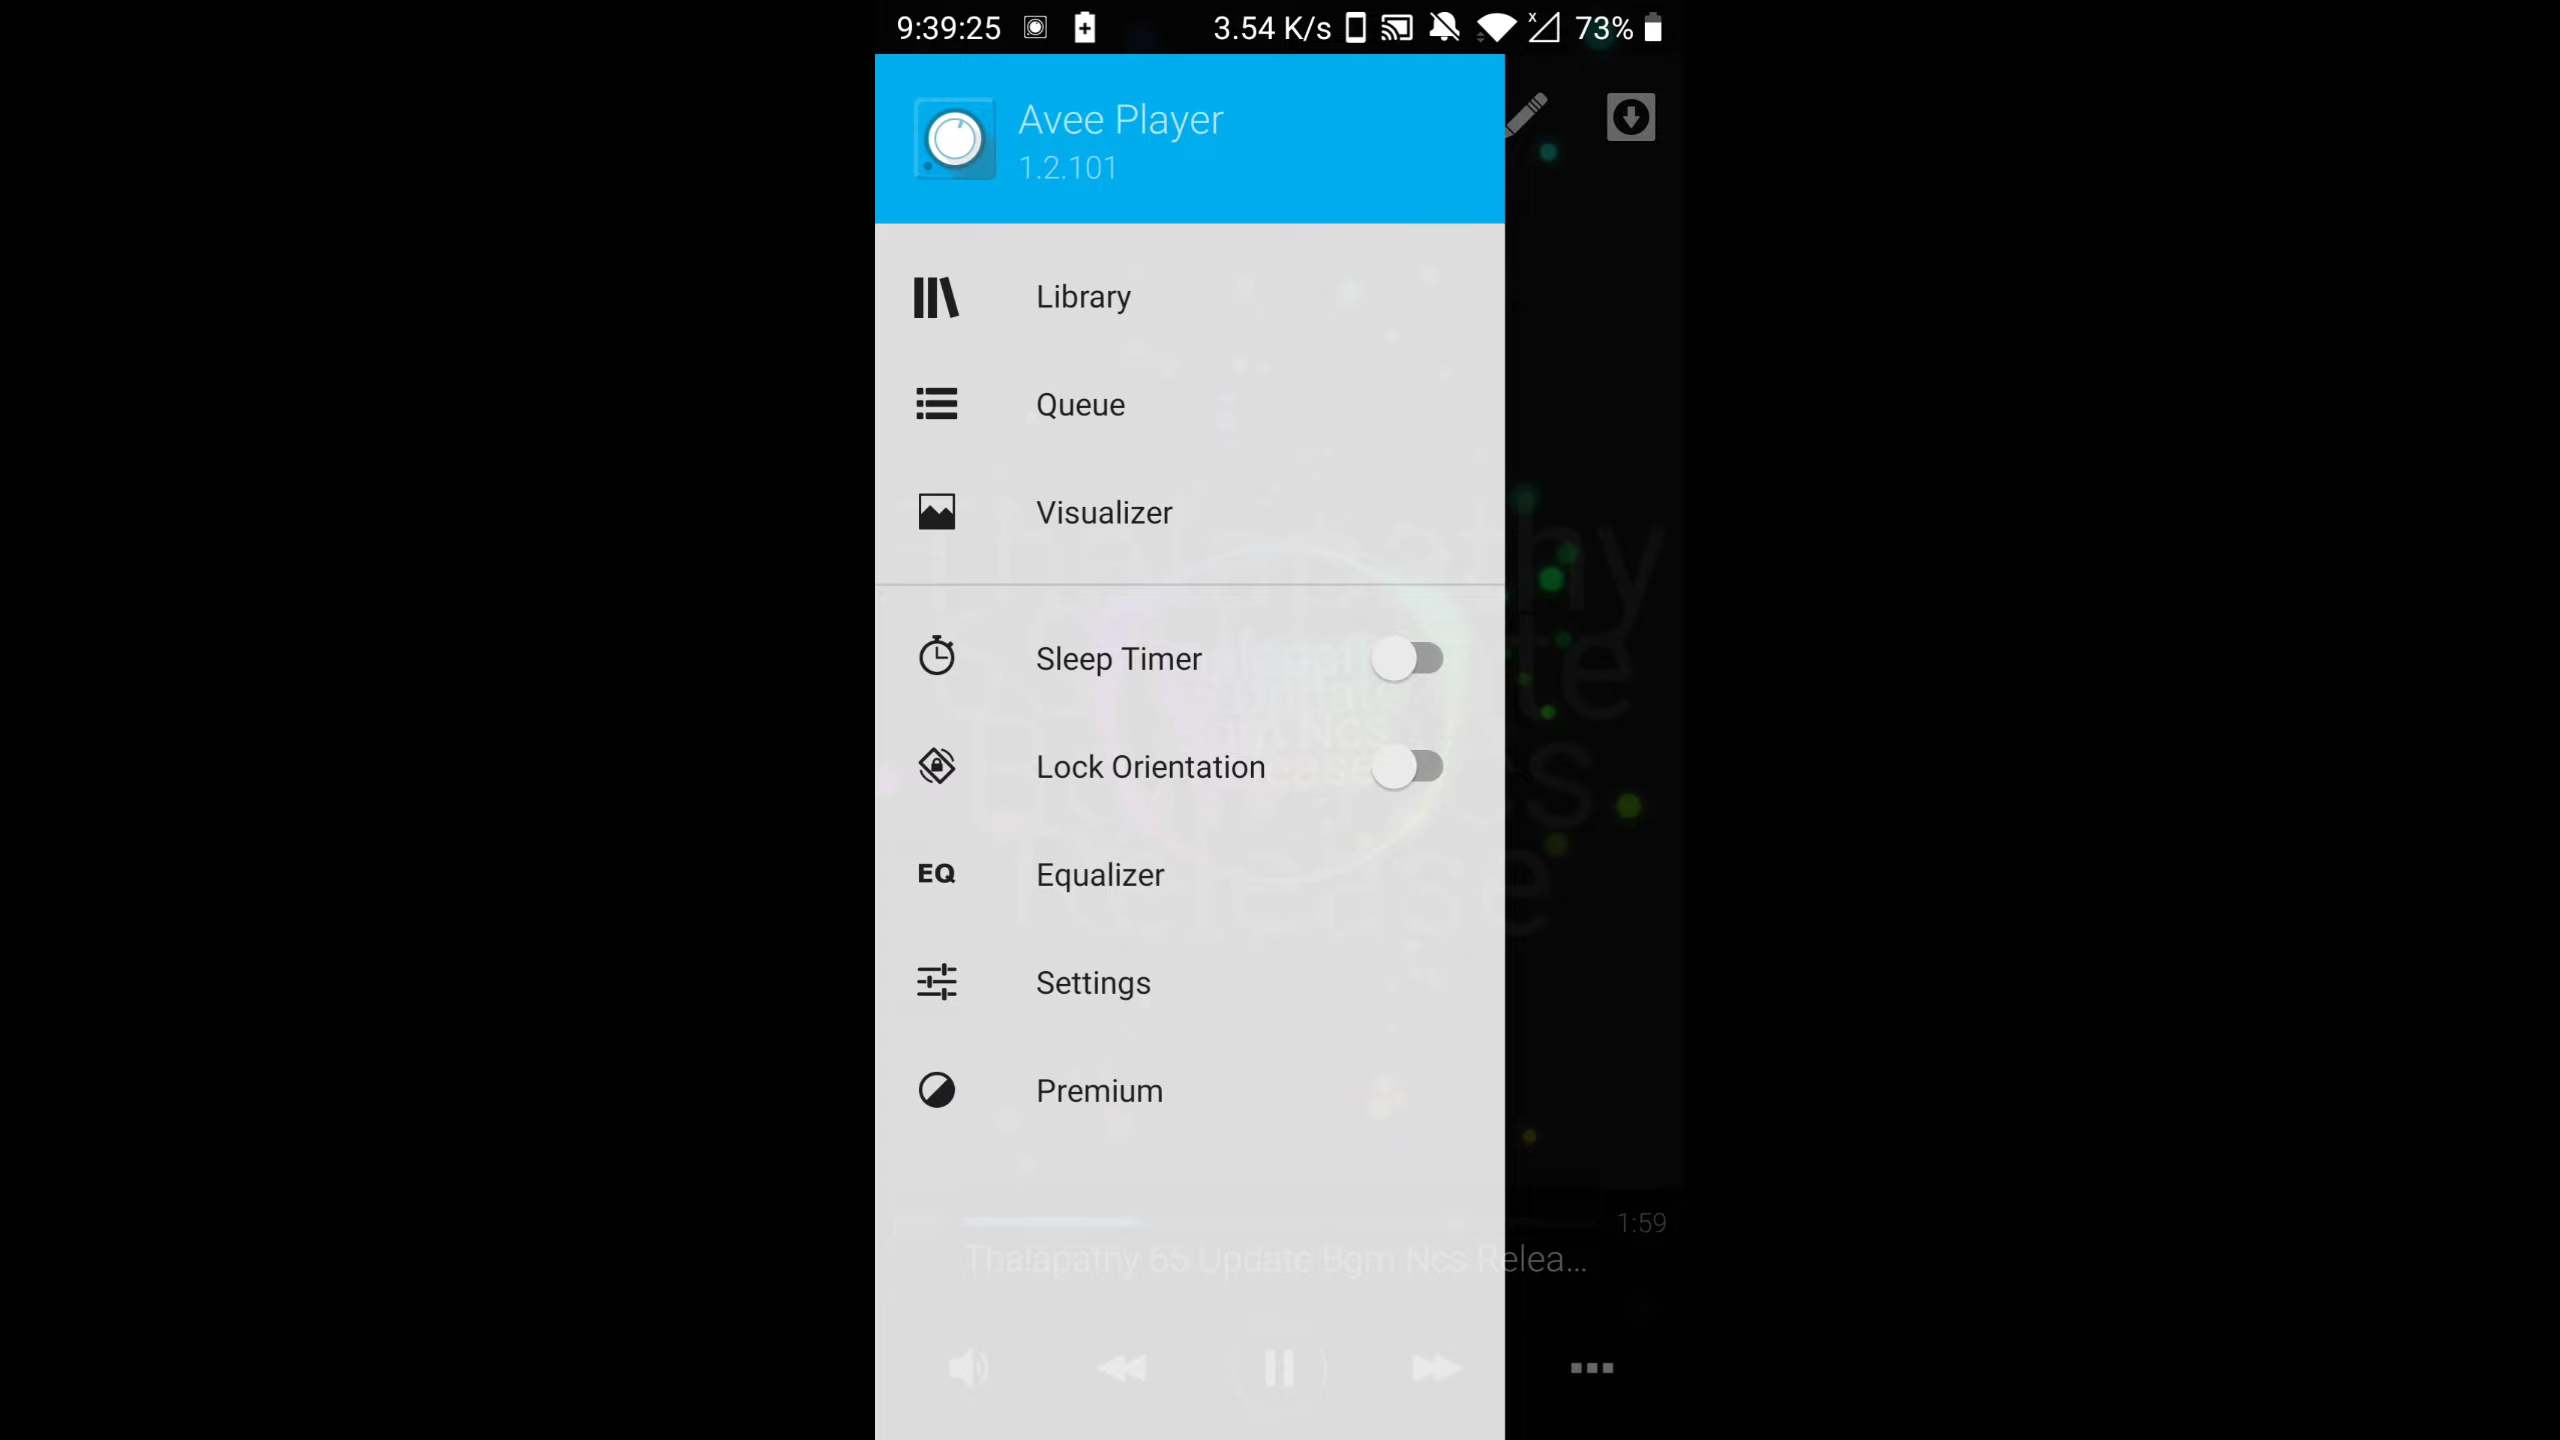 9:39:25 3.54 K/s x 73%
Avee Player
1.2.101
Library
Queue
Visualizer
Sleep Timer
Lock Orientation
EQ Equalizer
Settings
Premium
1:59
Thalapathy 65 Update Bgm Ncs Relea...